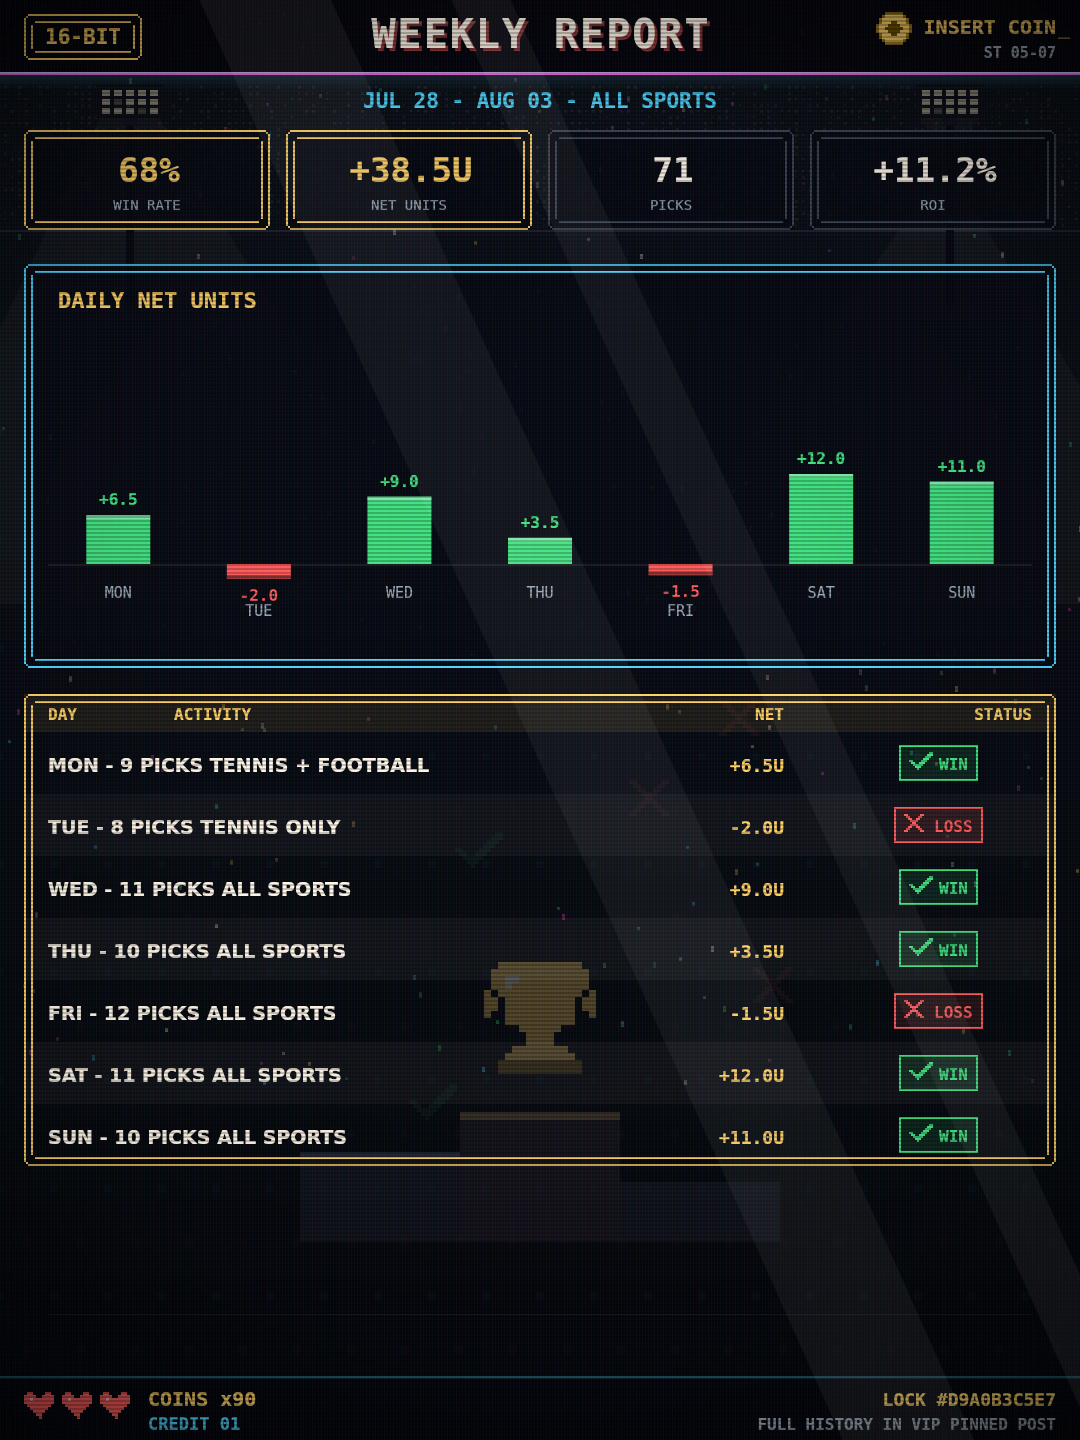 16-BIT
WEEKLY REPORT
INSERT COIN_
ST 05-07
JUL 28 - AUG 03 - ALL SPORTS
68%
WIN RATE
+38.5U
NET UNITS
71
PICKS
+11.2%
ROI
DAILY NET UNITS
+6.5
MON
-2.0
TUE
+9.0
WED
+3.5
THU
-1.5
FRI
+12.0
SAT
+11.0
SUN
DAY ACTIVITY NET STATUS
MON - 9 PICKS TENNIS + FOOTBALL +6.5U WIN
TUE - 8 PICKS TENNIS ONLY -2.0U LOSS
WED - 11 PICKS ALL SPORTS +9.0U WIN
THU - 10 PICKS ALL SPORTS +3.5U WIN
FRI - 12 PICKS ALL SPORTS -1.5U LOSS
SAT - 11 PICKS ALL SPORTS +12.0U WIN
SUN - 10 PICKS ALL SPORTS +11.0U WIN
COINS x90
CREDIT 01
LOCK #D9A0B3C5E7
FULL HISTORY IN VIP PINNED POST